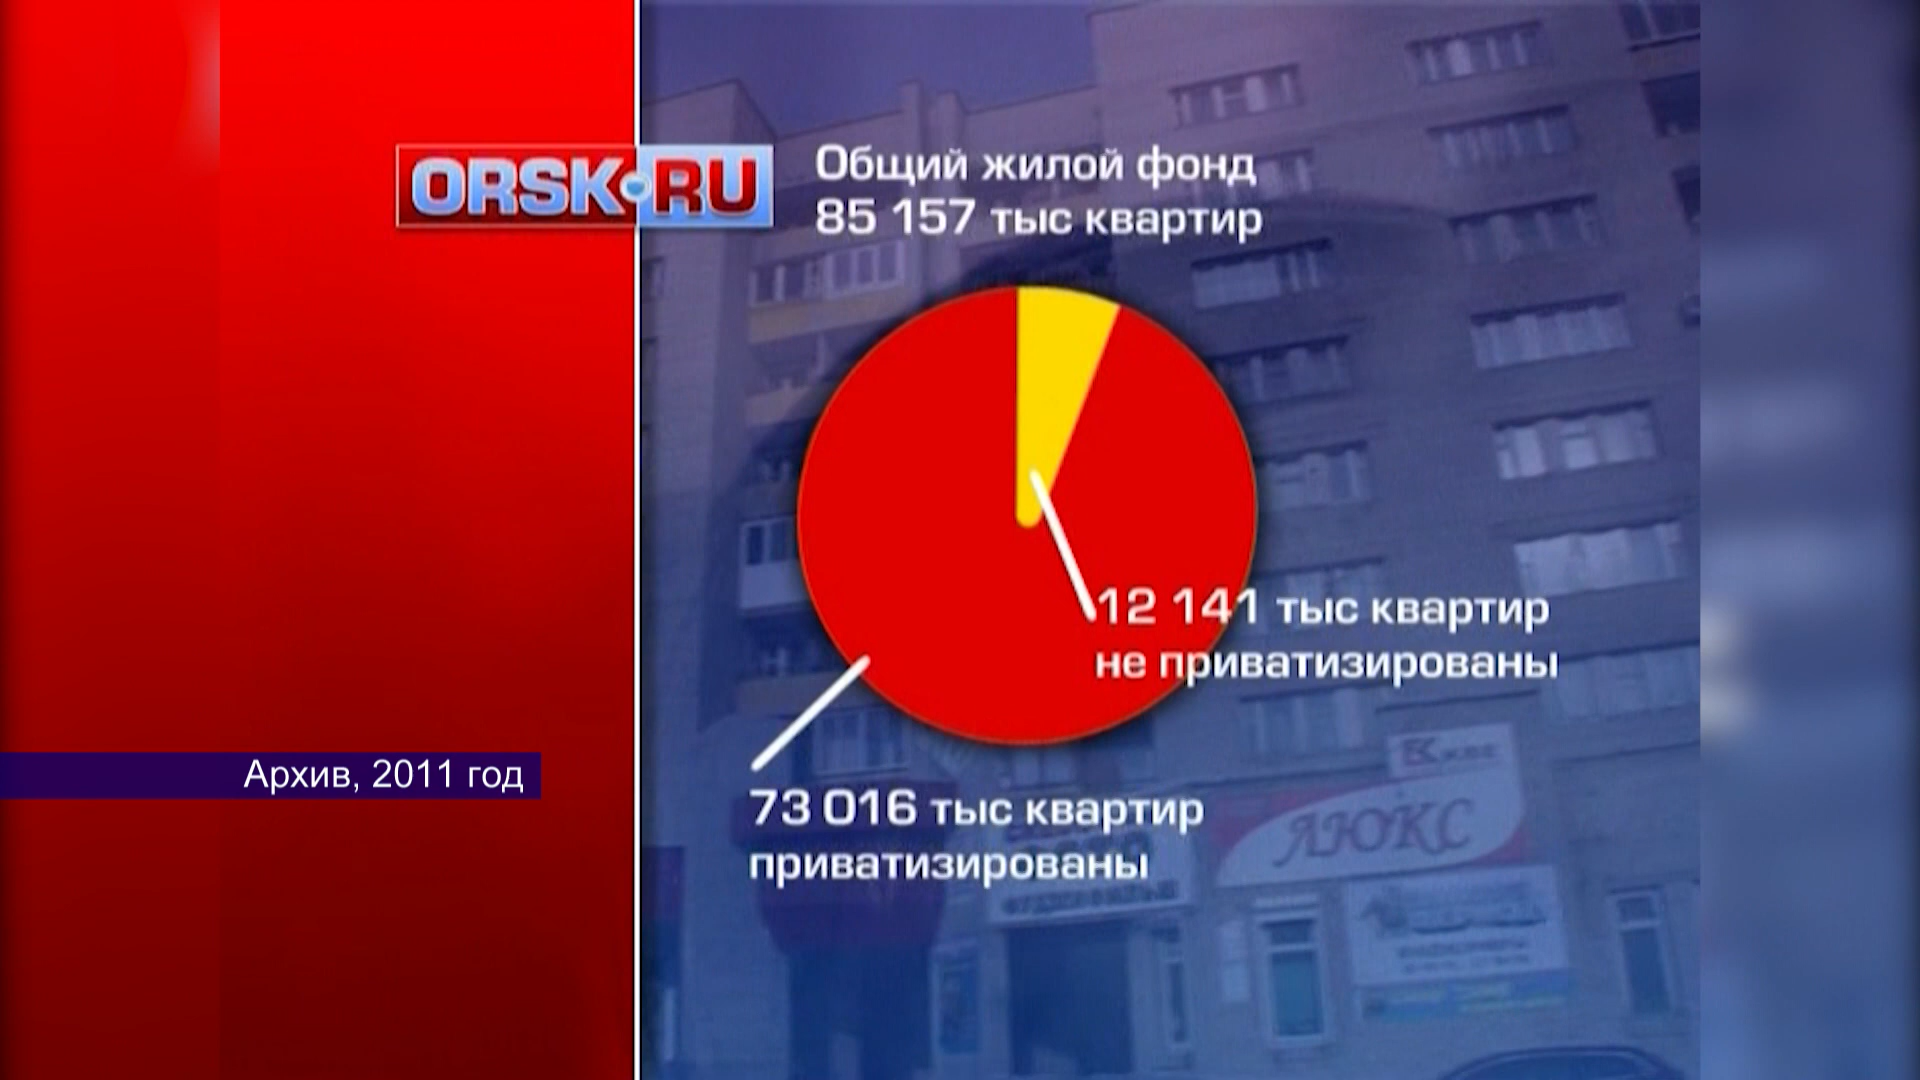 ORSK.RU
Общий жилой фонд
85 157 тыс квартир
12 141 тыс квартир
не приватизированы
Архив, 2011 год
73 016 тыс квартир
приватизированы
ЛЮКС